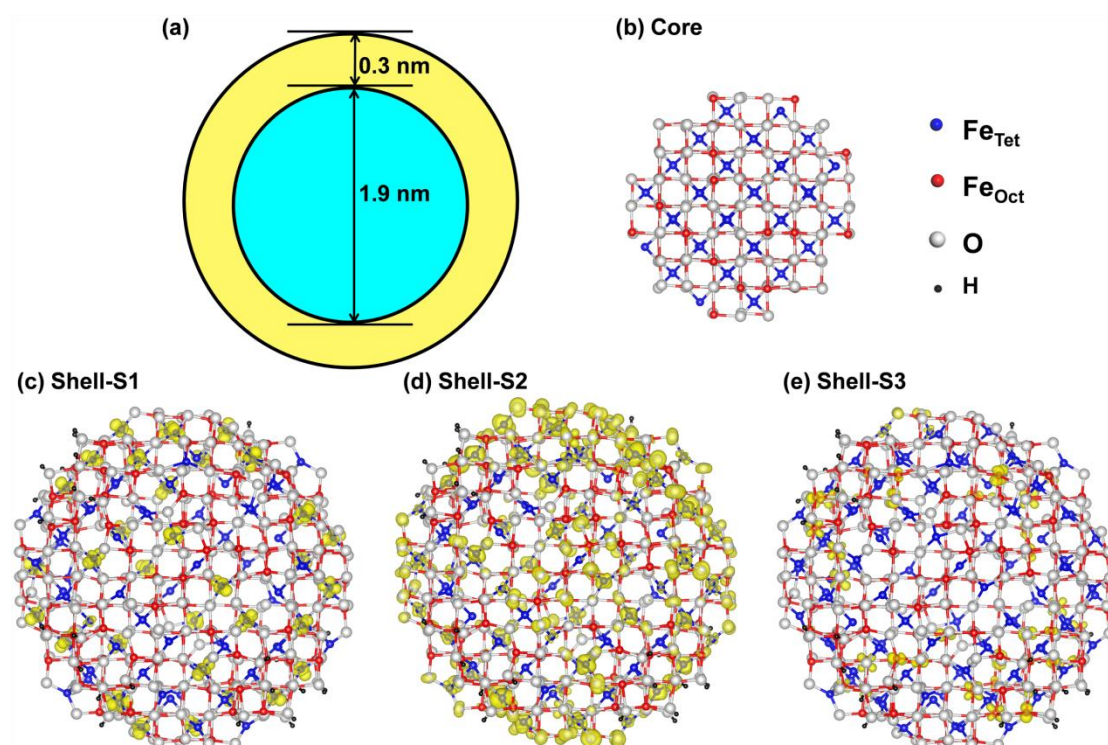 (a)
0.3 nm
1.9 nm
(b) Core
Fe_Tet
Fe_Oct
O
H
(c) Shell-S1
(d) Shell-S2
(e) Shell-S3